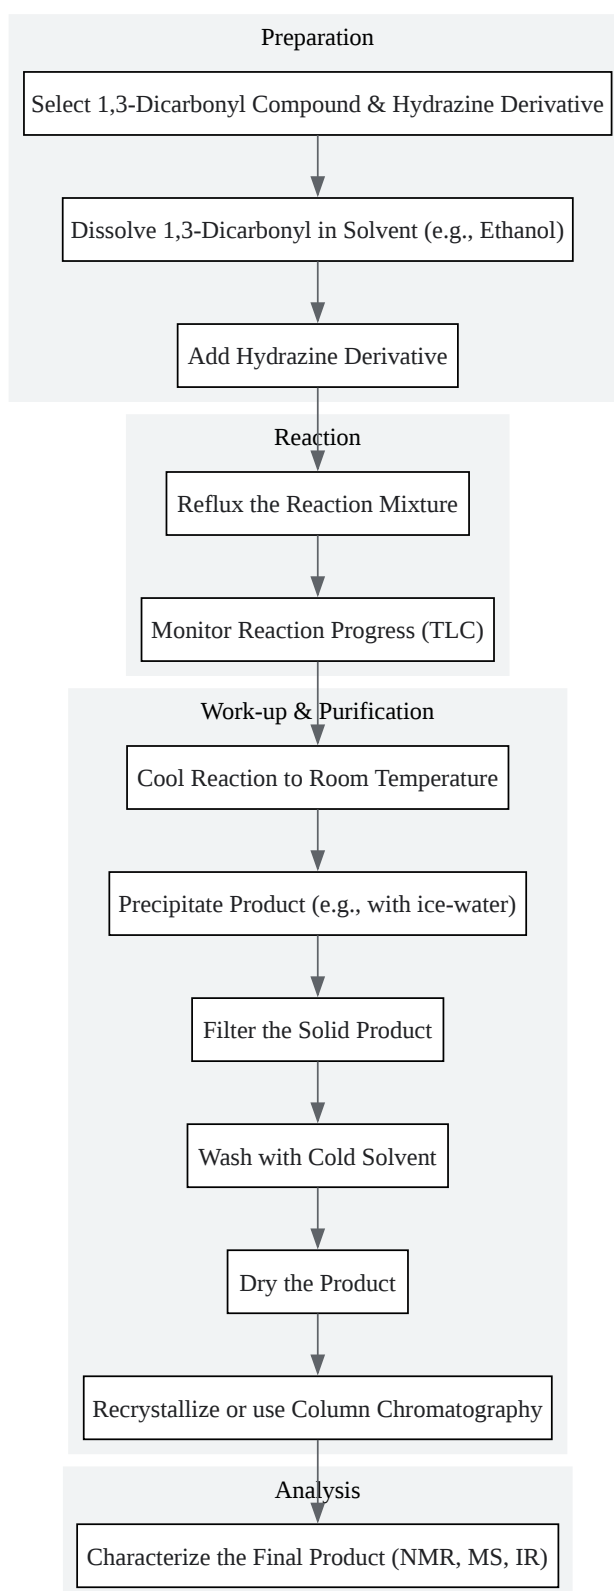 Preparation
Select 1,3-Dicarbonyl Compound & Hydrazine Derivative
Dissolve 1,3-Dicarbonyl in Solvent (e.g., Ethanol)
Add Hydrazine Derivative
Reaction
Reflux the Reaction Mixture
Monitor Reaction Progress (TLC)
Work-up & Purification
Cool Reaction to Room Temperature
Precipitate Product (e.g., with ice-water)
Filter the Solid Product
Wash with Cold Solvent
Dry the Product
Recrystallize or use Column Chromatography
Analysis
Characterize the Final Product (NMR, MS, IR)